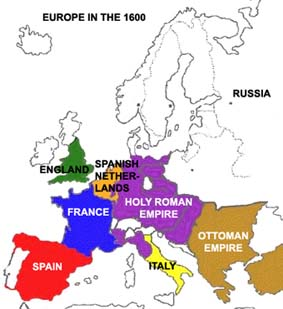 EUROPE IN THE 1600
RUSSIA
ENGLAND
SPANISH
NETHER-
LANDS
FRANCE
HOLY ROMAN
EMPIRE
OTTOMAN
EMPIRE
SPAIN
ITALY